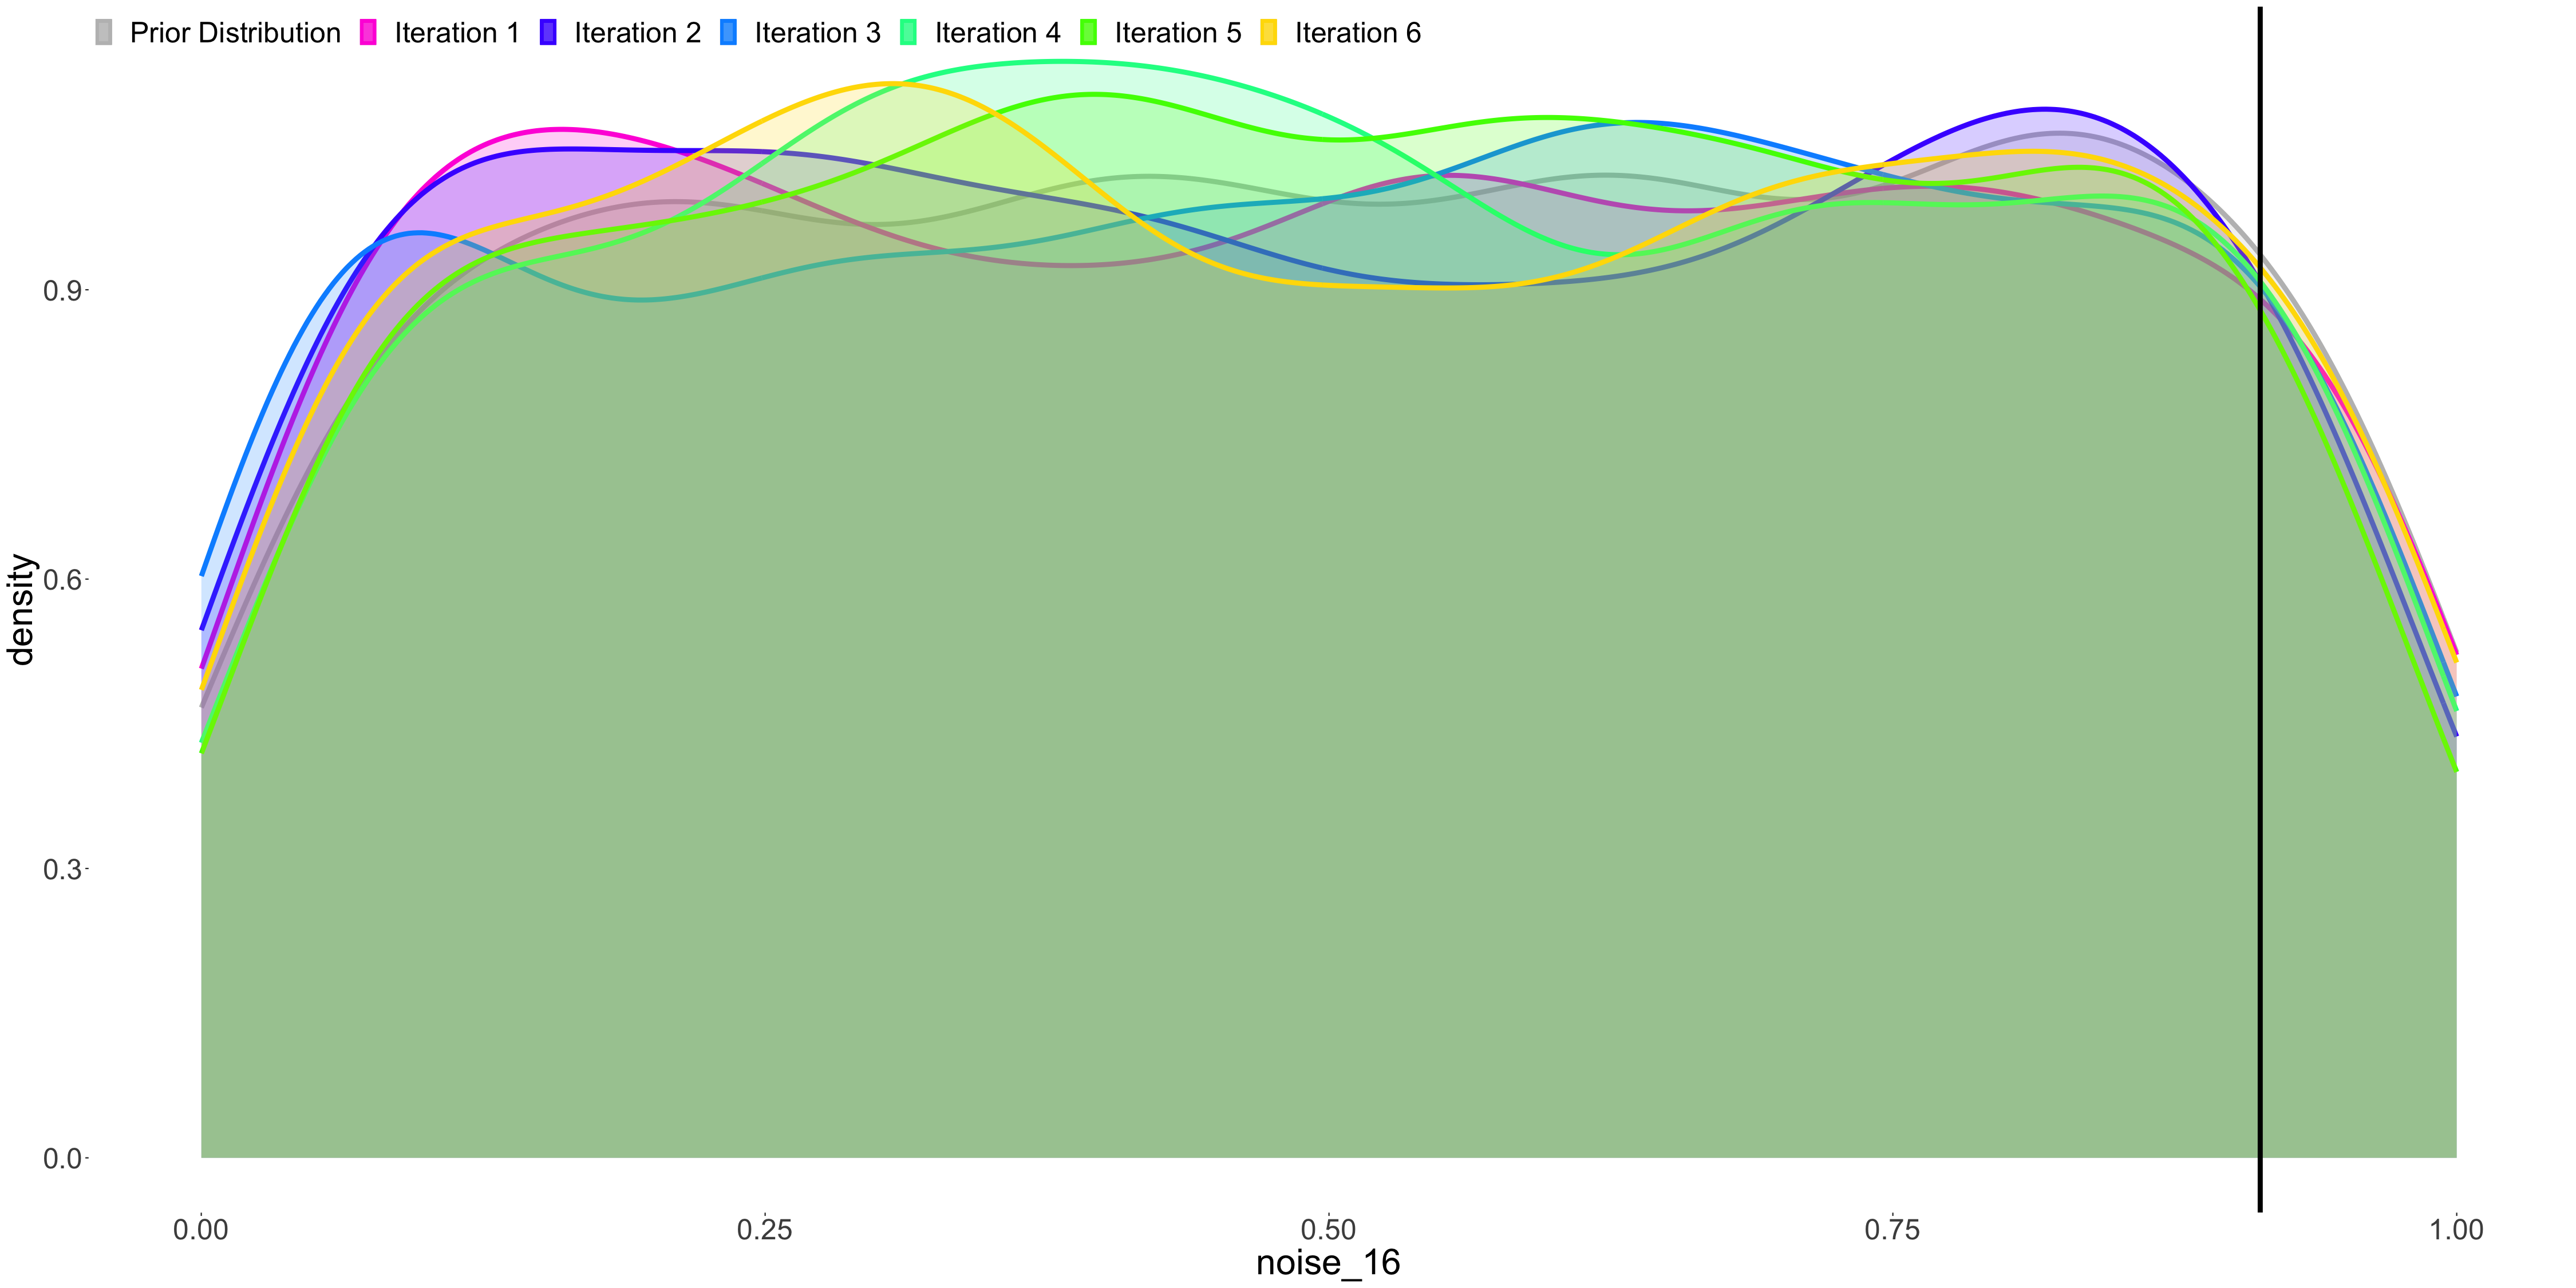 Prior Distribution Iteration 1 Iteration 2 Iteration 3 Iteration 4 Iteration 5 Iteration 6
density
0.9
0.6
0.3
0.0
0.00 0.25 0.50 0.75 1.00
noise_16